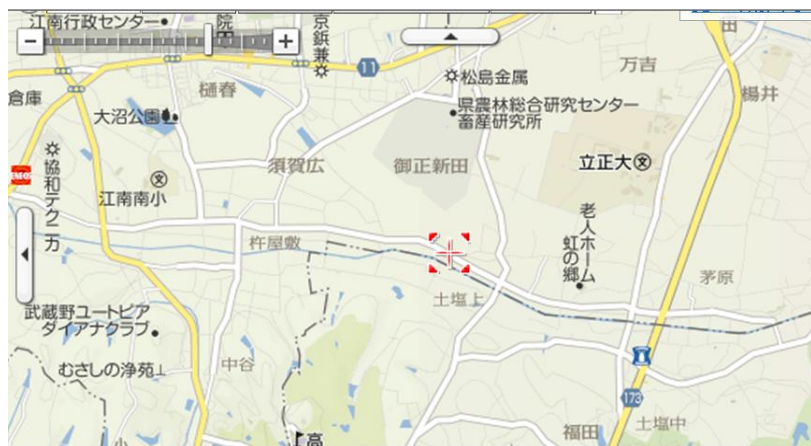 江南行政センター
院
京鋲兼
11
松島金属
万吉
田
楊井
倉庫
樋春
大沼公園
県農林総合研究センター
畜産研究所
協和テクニカ
江南南小
須賀広
御正新田
立正大
老人ホーム
虹の郷
杵屋敷
茅原
土塩上
武蔵野ユートピア
ダイアナクラブ
むさしの浄苑
中谷
173
土塩中
福田
高
小